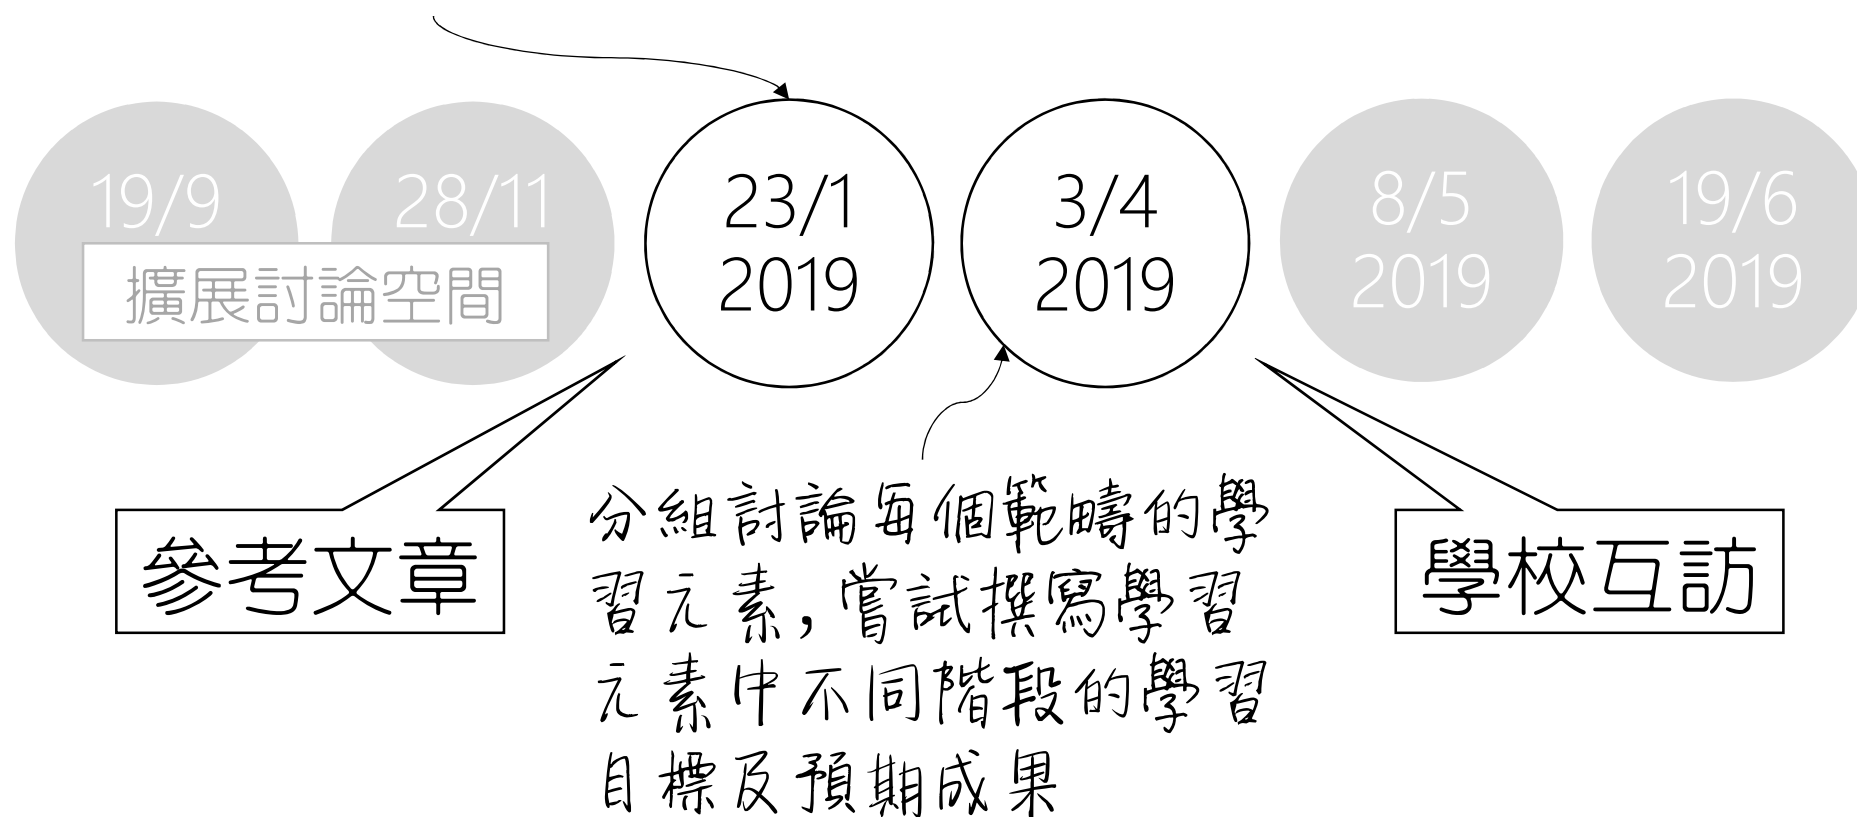 19/9
28/11
擴展討論空間
23/1
2019
3/4
2019
8/5
2019
19/6
2019
參考文章
分組討論每個範疇的學
習元素,嘗試撰寫學習
元素中不同階段的學習
目標及預期成果
學校互訪